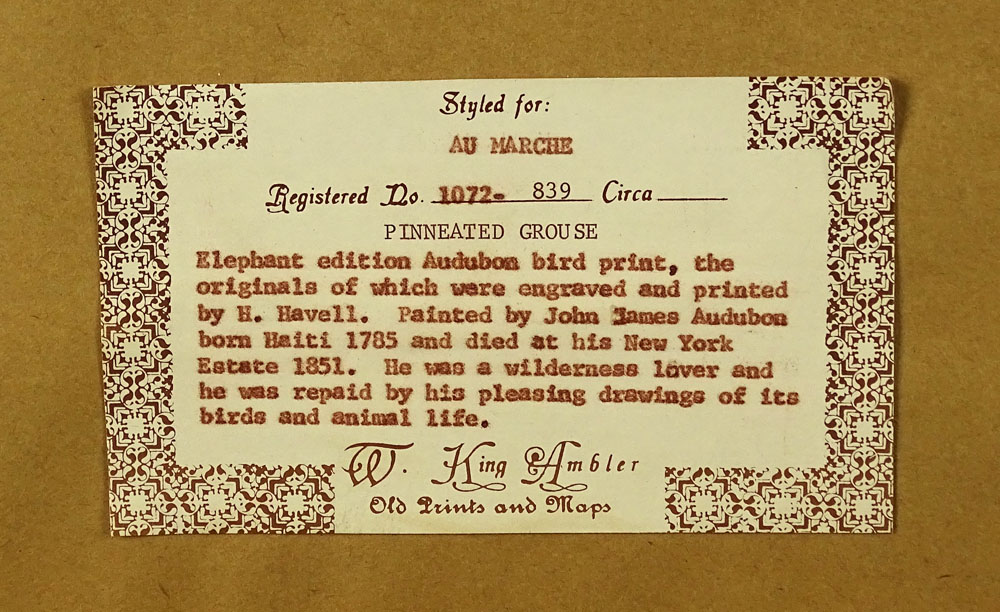 Styled for:
AU MARCHE
Registered No. 1072- 839 Circa
PINNEATED GROUSE
Elephant edition Audubon bird print, the
originals of which were engraved and printed
by H. Havell. Painted by John James Audubon
born Haiti 1785 and died at his New York
Estate 1851. He was a wilderness lover and
he was repaid by his pleasing drawings of its
birds and animal life.
W. King Ambler
Old Prints and Maps